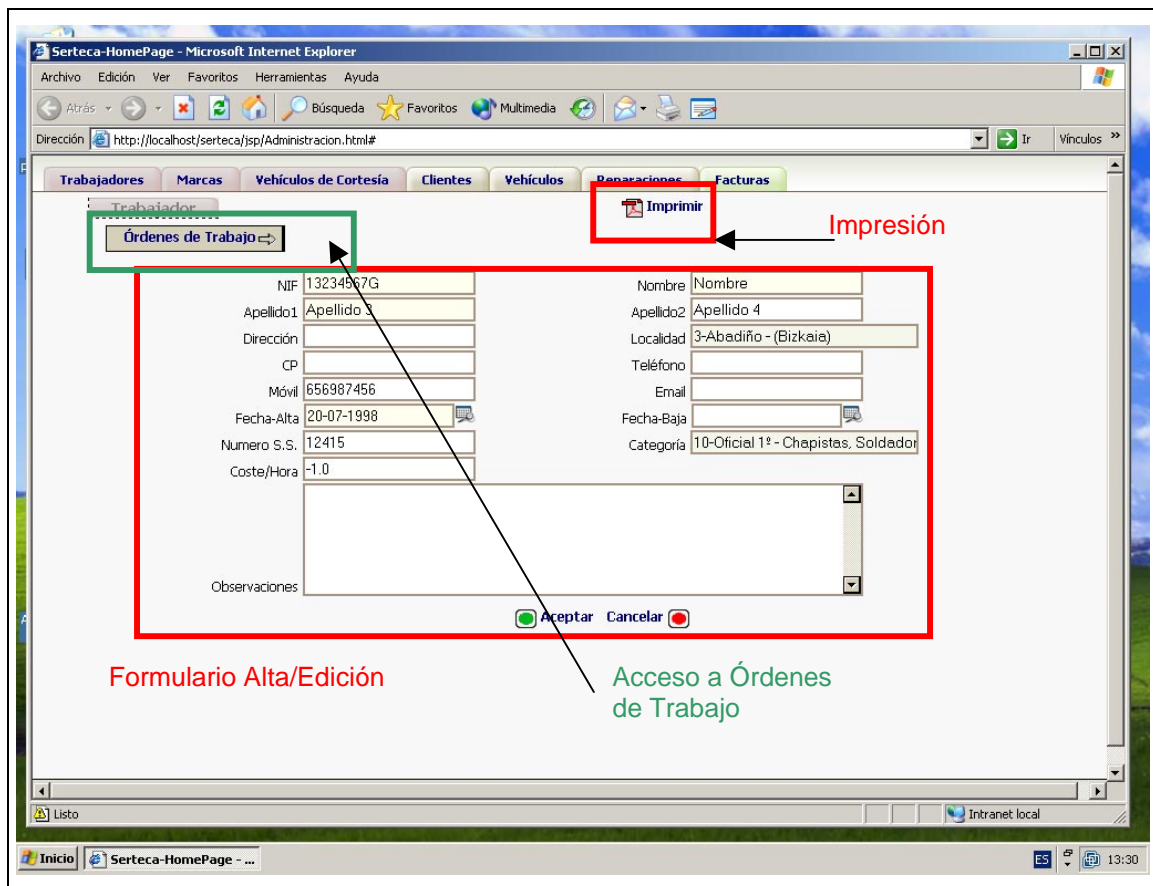 Serteca-HomePage - Microsoft Internet Explorer
Archivo Edición Ver Favoritos Herramientas Ayuda
Atrás Búsqueda Favoritos Multimedia
Dirección http://localhost/serteca/jsp/Administracion.html# Ir Vínculos »
Trabajadores Marcas Vehículos de Cortesía Clientes Vehículos Reparaciones Facturas
Trabajador Imprimir
Impresión
Órdenes de Trabajo
NIF 13234567G Nombre Nombre
Apellido1 Apellido 3 Apellido2 Apellido 4
Dirección Localidad 3-Abadiño - (Bizkaia)
CP Teléfono
Móvil 656987456 Email
Fecha-Alta 20-07-1998 Fecha-Baja
Numero S.S. 12415 Categoría 10-Oficial 1ª - Chapistas, Soldador
Coste/Hora -1.0
Observaciones
Aceptar Cancelar
Formulario Alta/Edición
Acceso a Órdenes
de Trabajo
Listo Intranet local
Inicio Serteca-HomePage - ... ES 13:30